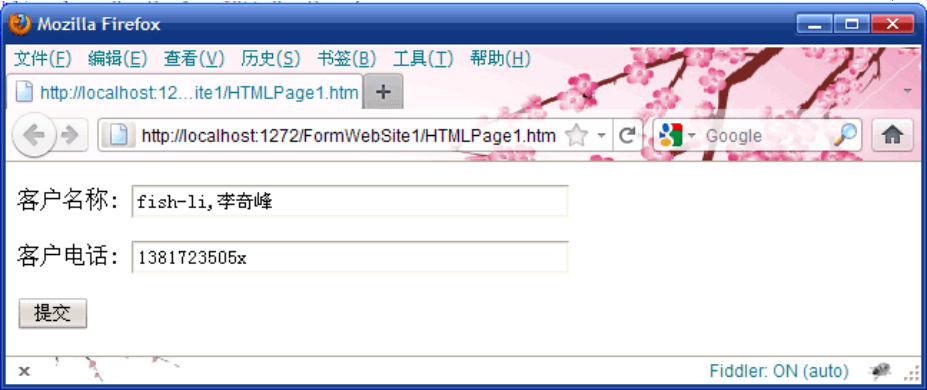 Mozilla Firefox
文件(F) 编辑(E) 查看(V) 历史(S) 书签(B) 工具(T) 帮助(H)
http://localhost:12...ite1/HTMLPage1.htm
http://localhost:1272/FormWebSite1/HTMLPage1.htm Google
客户名称: fish-li,李奇峰
客户电话: 1381723505x
提交
Fiddler: ON (auto)